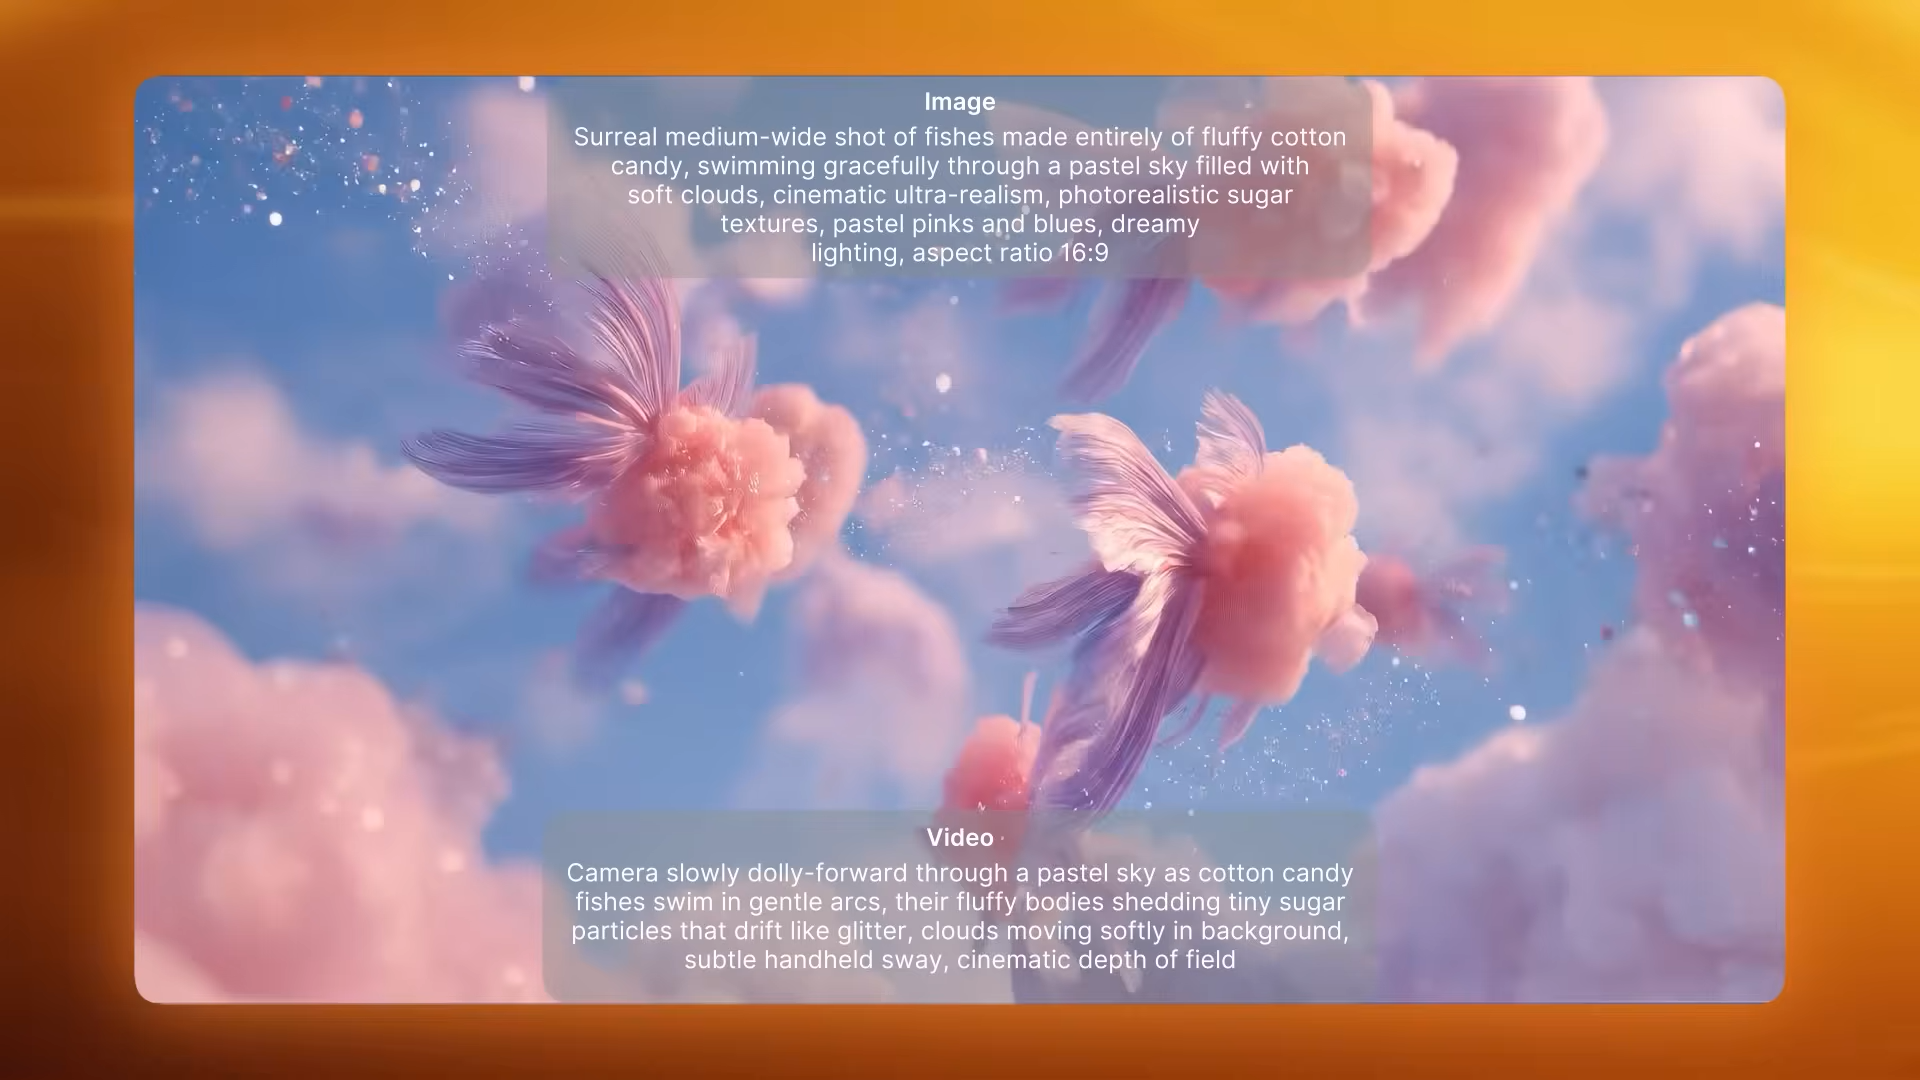 Image
Surreal medium-wide shot of fishes made entirely of fluffy cotton
candy, swimming gracefully through a pastel sky filled with
soft clouds, cinematic ultra-realism, photorealistic sugar
textures, pastel pinks and blues, dreamy
lighting, aspect ratio 16:9
Video
Camera slowly dolly-forward through a pastel sky as cotton candy
fishes swim in gentle arcs, their fluffy bodies shedding tiny sugar
particles that drift like glitter, clouds moving softly in background,
subtle handheld sway, cinematic depth of field